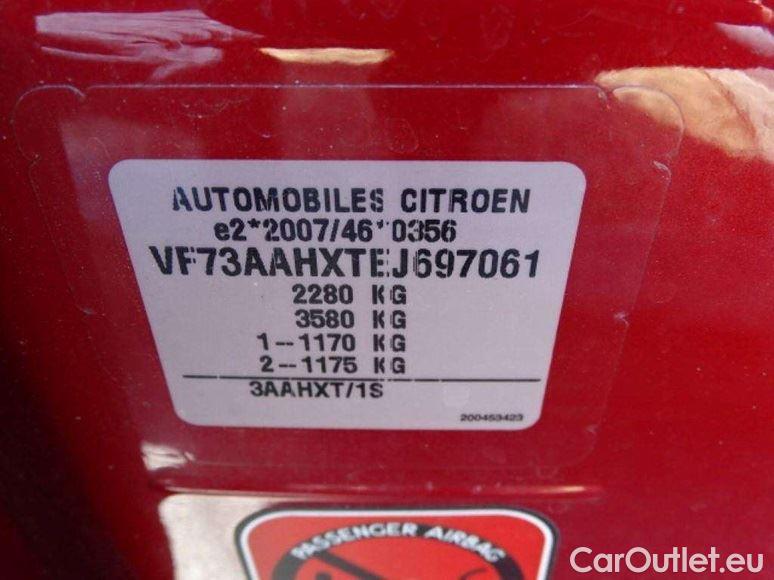 AUTOMOBILES CITROEN
e2*2007/46*0356
VF73AAHXTEJ697061
2280 KG
3580 KG
1--1170 KG
2--1175 KG
3AAHXT/1S
200453423
PASSENGER AIRBAG
CarOutlet.eu